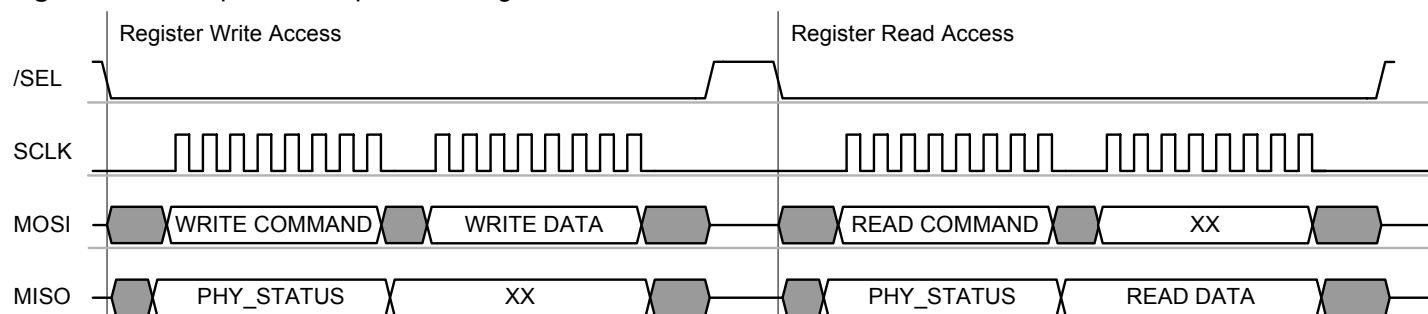 Register Write Access Register Read Access
/SEL
SCLK
MOSI WRITE COMMAND WRITE DATA READ COMMAND XX
MISO PHY_STATUS XX PHY_STATUS READ DATA